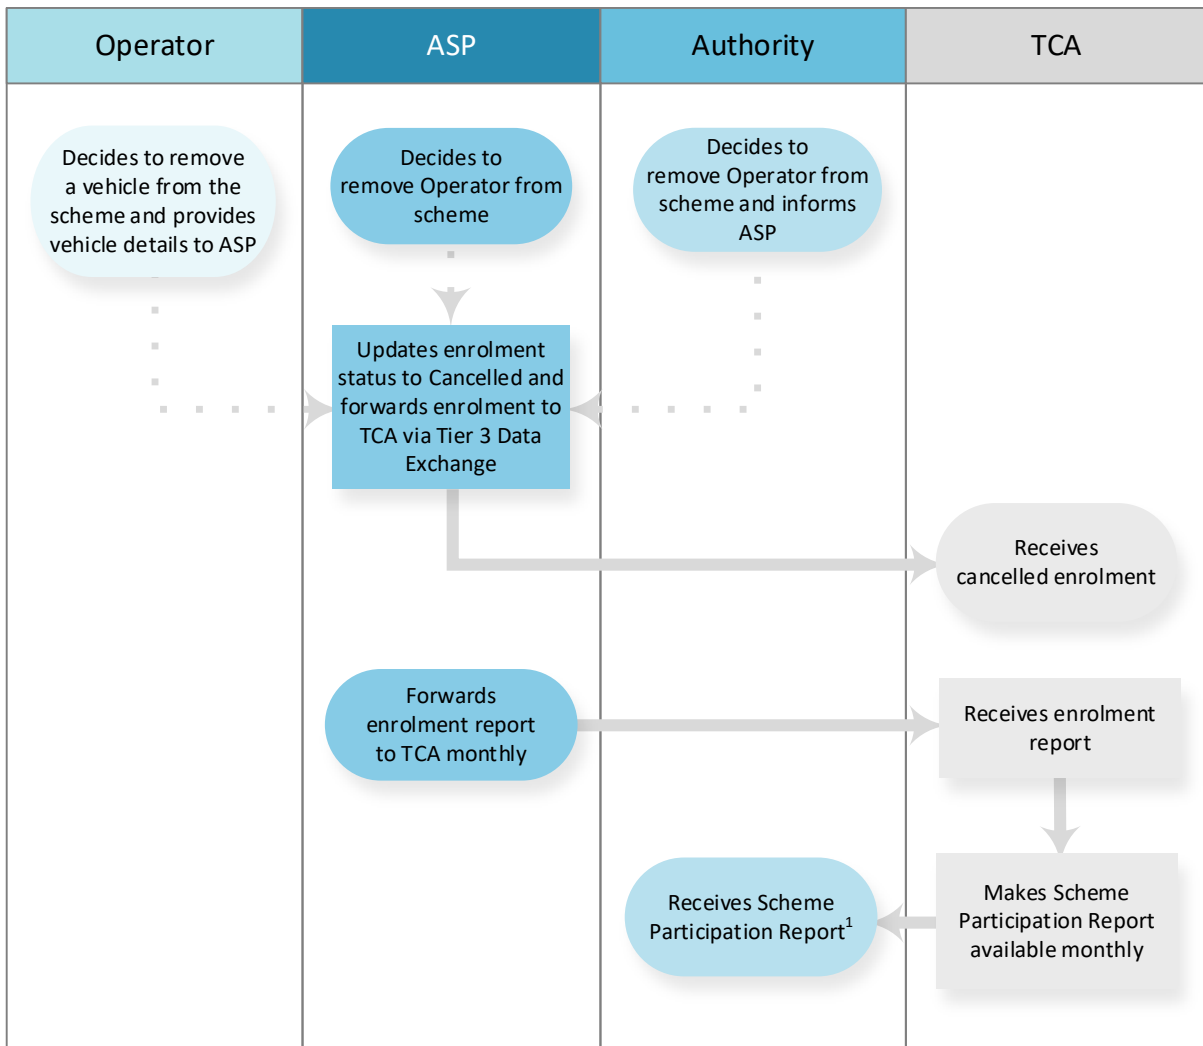 Operator
ASP
Authority
TCA
Decides to remove
a vehicle from the
scheme and provides
vehicle details to ASP
Decides to
remove Operator from
scheme
Decides to
remove Operator from
scheme and informs
ASP
Updates enrolment
status to Cancelled and
forwards enrolment to
TCA via Tier 3 Data
Exchange
Receives
cancelled enrolment
Forwards
enrolment report
to TCA monthly
Receives enrolment
report
Makes Scheme
Participation Report
available monthly
Receives Scheme
Participation Report¹